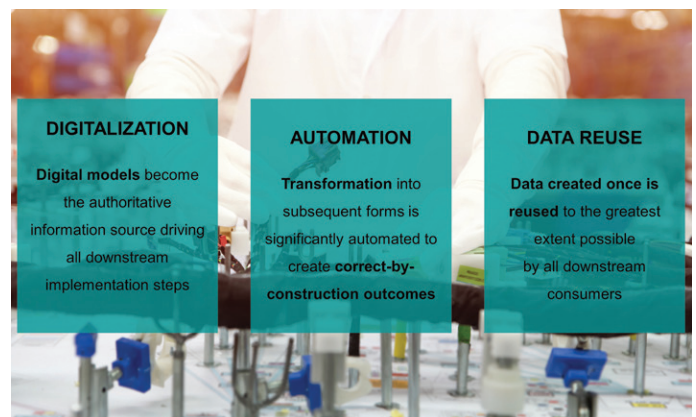 DIGITALIZATION
Digital models become
the authoritative
information source driving
all downstream
implementation steps
AUTOMATION
Transformation into
subsequent forms is
significantly automated to
create correct-by-
construction outcomes
DATA REUSE
Data created once is
reused to the greatest
extent possible
by all downstream
consumers